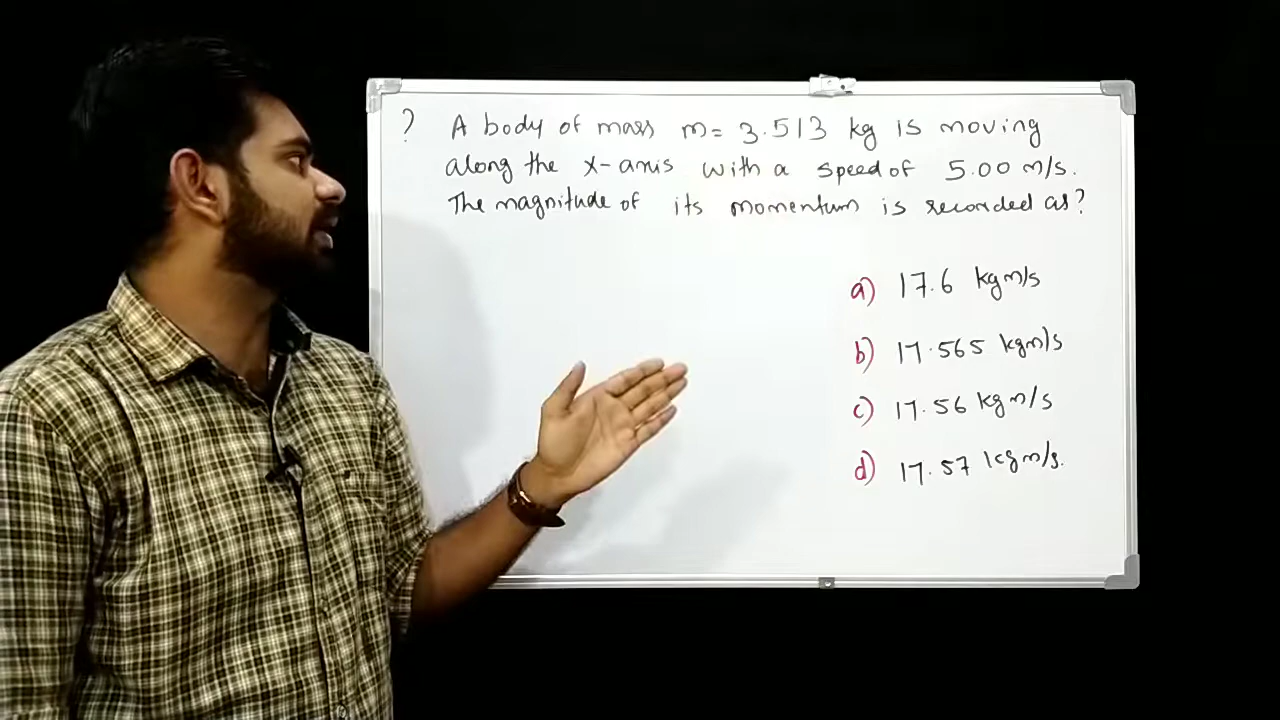 ? A body of mass m = 3.513 kg is moving
along the x-axis with a speed of 5.00 m/s.
The magnitude of its momentum is recorded as?
a) 17.6 kgm/s
b) 17.565 kgm/s
c) 17.56 kgm/s
d) 17.57 kgm/s.